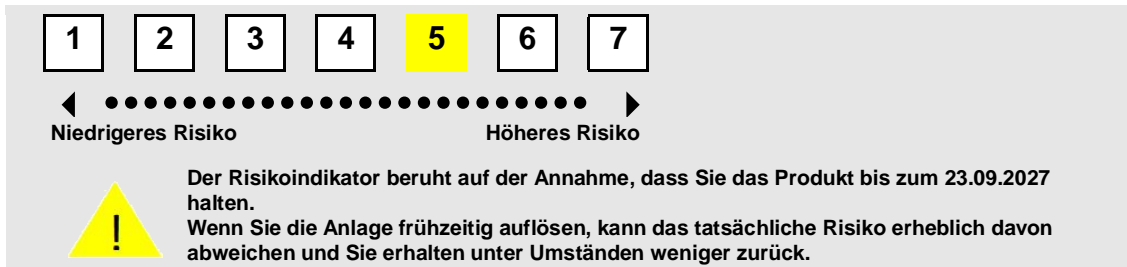 1 2 3 4 5 6 7
Niedrigeres Risiko Höheres Risiko
Der Risikoindikator beruht auf der Annahme, dass Sie das Produkt bis zum 23.09.2027
halten.
Wenn Sie die Anlage frühzeitig auflösen, kann das tatsächliche Risiko erheblich davon
abweichen und Sie erhalten unter Umständen weniger zurück.
!